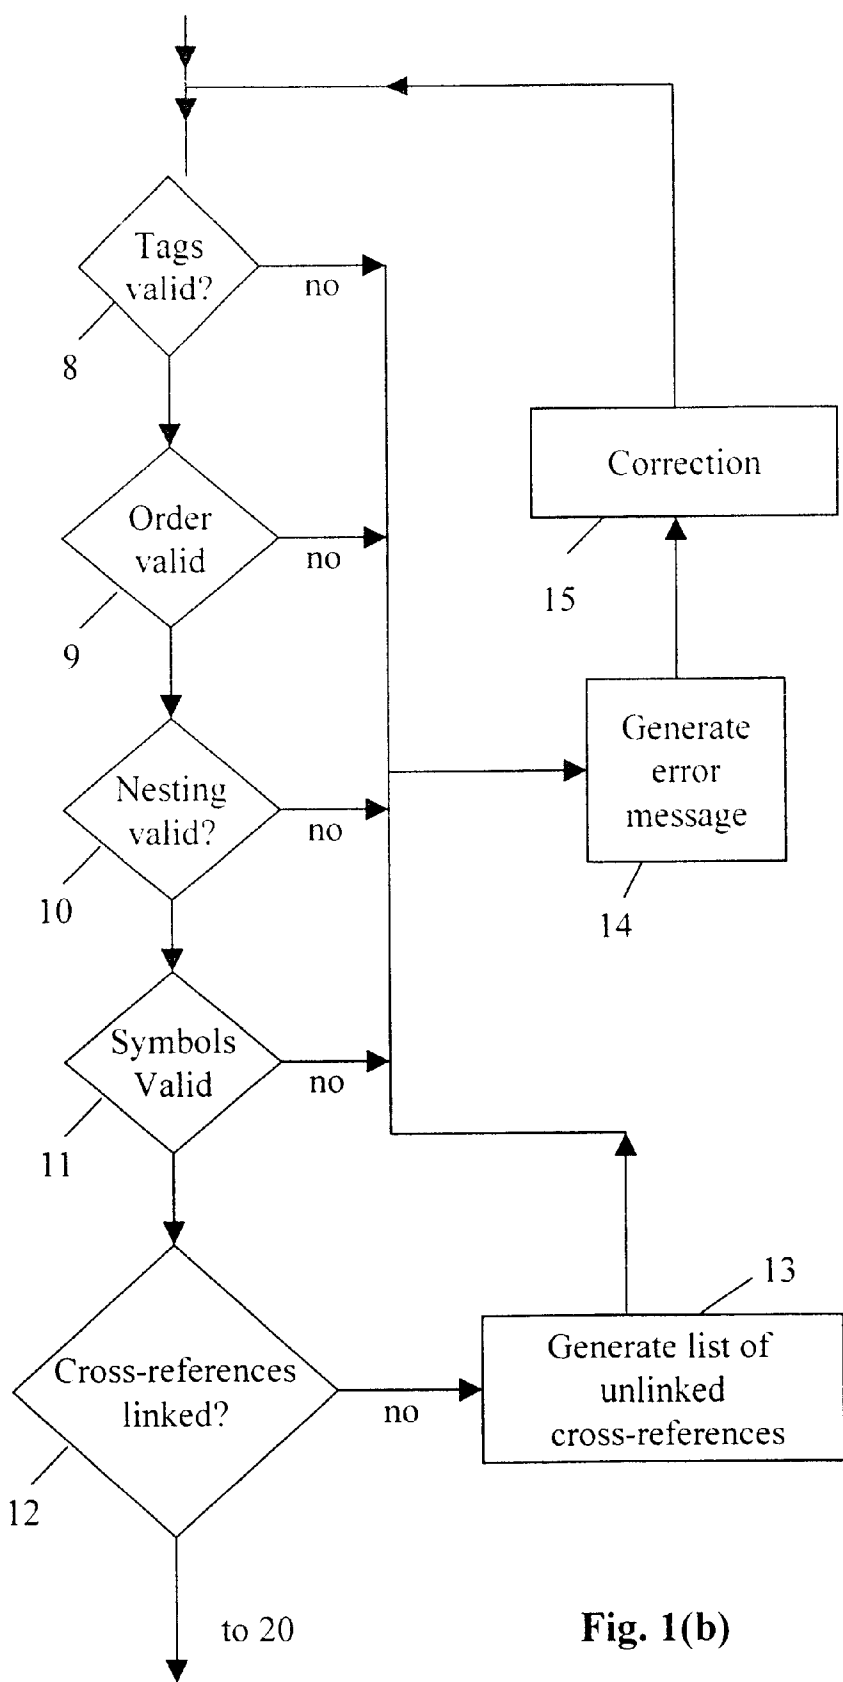 Tags
valid?
no
8
Order
valid
no
9
Correction
15
Nesting
valid?
no
10
Generate
error
message
14
Symbols
Valid
no
11
13
Generate list of
unlinked
cross-references
Cross-references
linked?
no
12
to 20
Fig. 1(b)